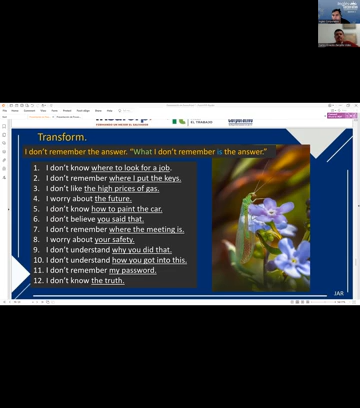 Transform.
I don't remember the answer. "What I don't remember is the answer."
1. I don't know where to look for a job.
2. I don't remember where I put the keys.
3. I don't like the high prices of gas.
4. I worry about the future.
5. I don't know how to paint the car.
6. I don't believe you said that.
7. I don't remember where the meeting is.
8. I worry about your safety.
9. I don't understand why you did that.
10. I don't understand how you got into this.
11. I don't remember my password.
12. I don't know the truth.
JAR